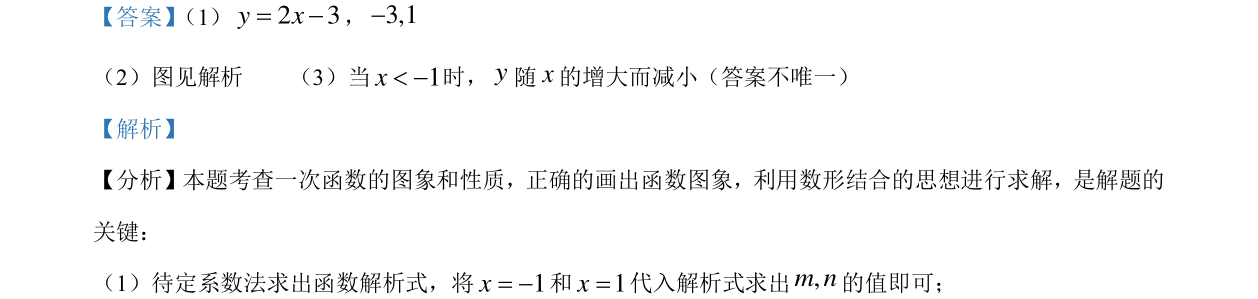 【答案】（1） y = 2x − 3， −3,1
（2）图见解析 （3）当 x < −1时， y 随 x 的增大而减小（答案不唯一）
【解析】
【分析】本题考查一次函数的图象和性质，正确的画出函数图象，利用数形结合的思想进行求解，是解题的
关键：
（1）待定系数法求出函数解析式，将 x = −1和 x = 1代入解析式求出 m, n 的值即可；